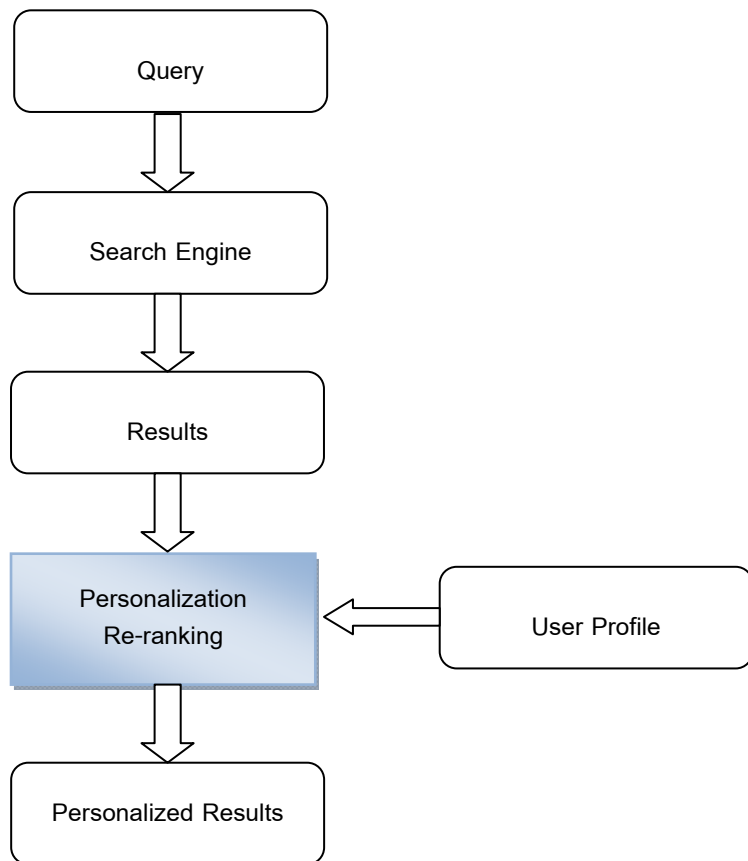 Query
Search Engine
Results
Personalization
Re-ranking
User Profile
Personalized Results